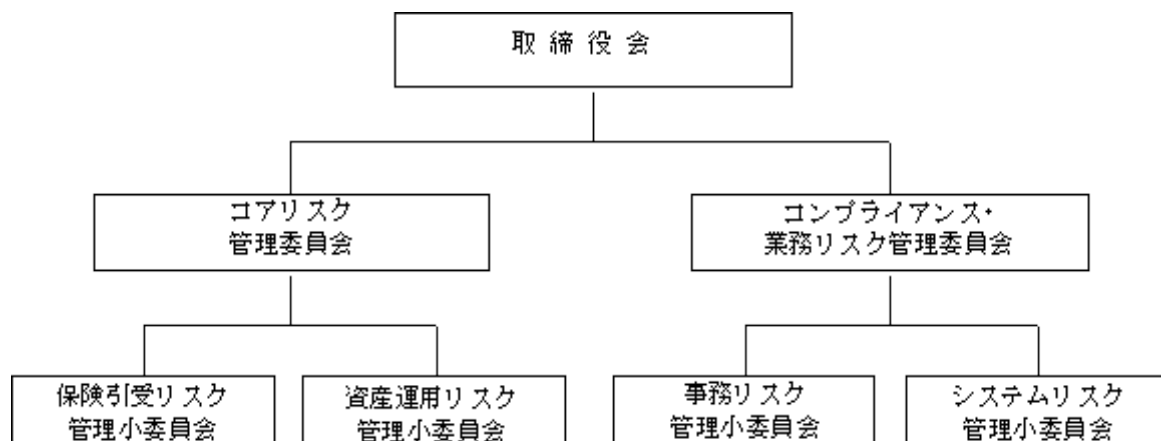 取締役会
コアリスク
管理委員会
コンプライアンス・
業務リスク管理委員会
保険引受リスク
管理小委員会
資産運用リスク
管理小委員会
事務リスク
管理小委員会
システムリスク
管理小委員会